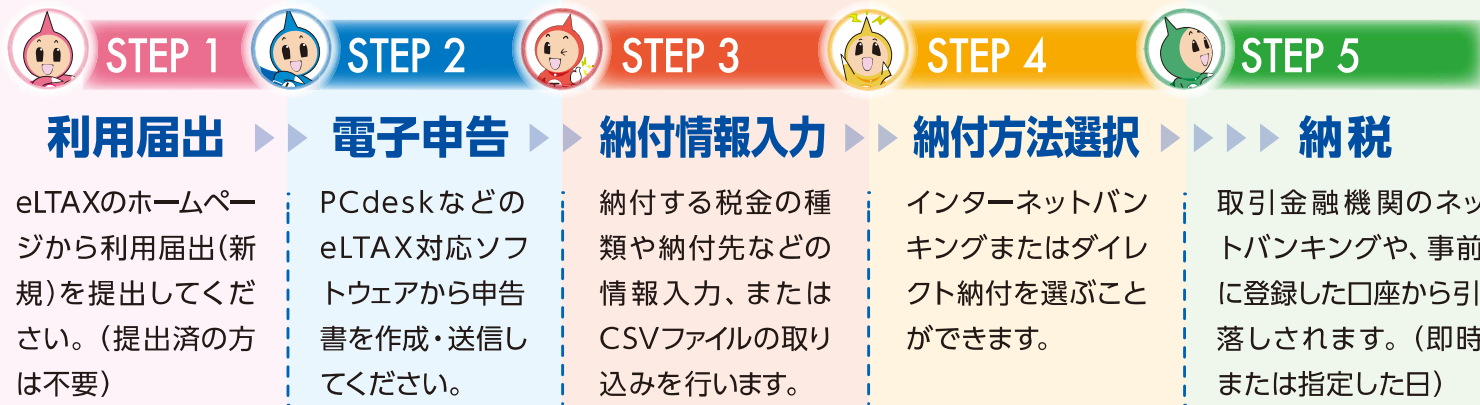 STEP 1
利用届出
eLTAXのホームペー
ジから利用届出(新
規)を提出してくだ
さい。(提出済の方
は不要)
STEP 2
電子申告
PCdeskなどの
eLTAX対応ソフ
トウェアから申告
書を作成・送信し
てください。
STEP 3
納付情報入力
納付する税金の種
類や納付先などの
情報入力、または
CSVファイルの取り
込みを行います。
STEP 4
納付方法選択
インターネットバン
キングまたはダイレ
クト納付を選ぶこと
ができます。
STEP 5
納税
取引金融機関のネッ
トバンキングや、事前
に登録した口座から引
落しされます。(即時
または指定した日)